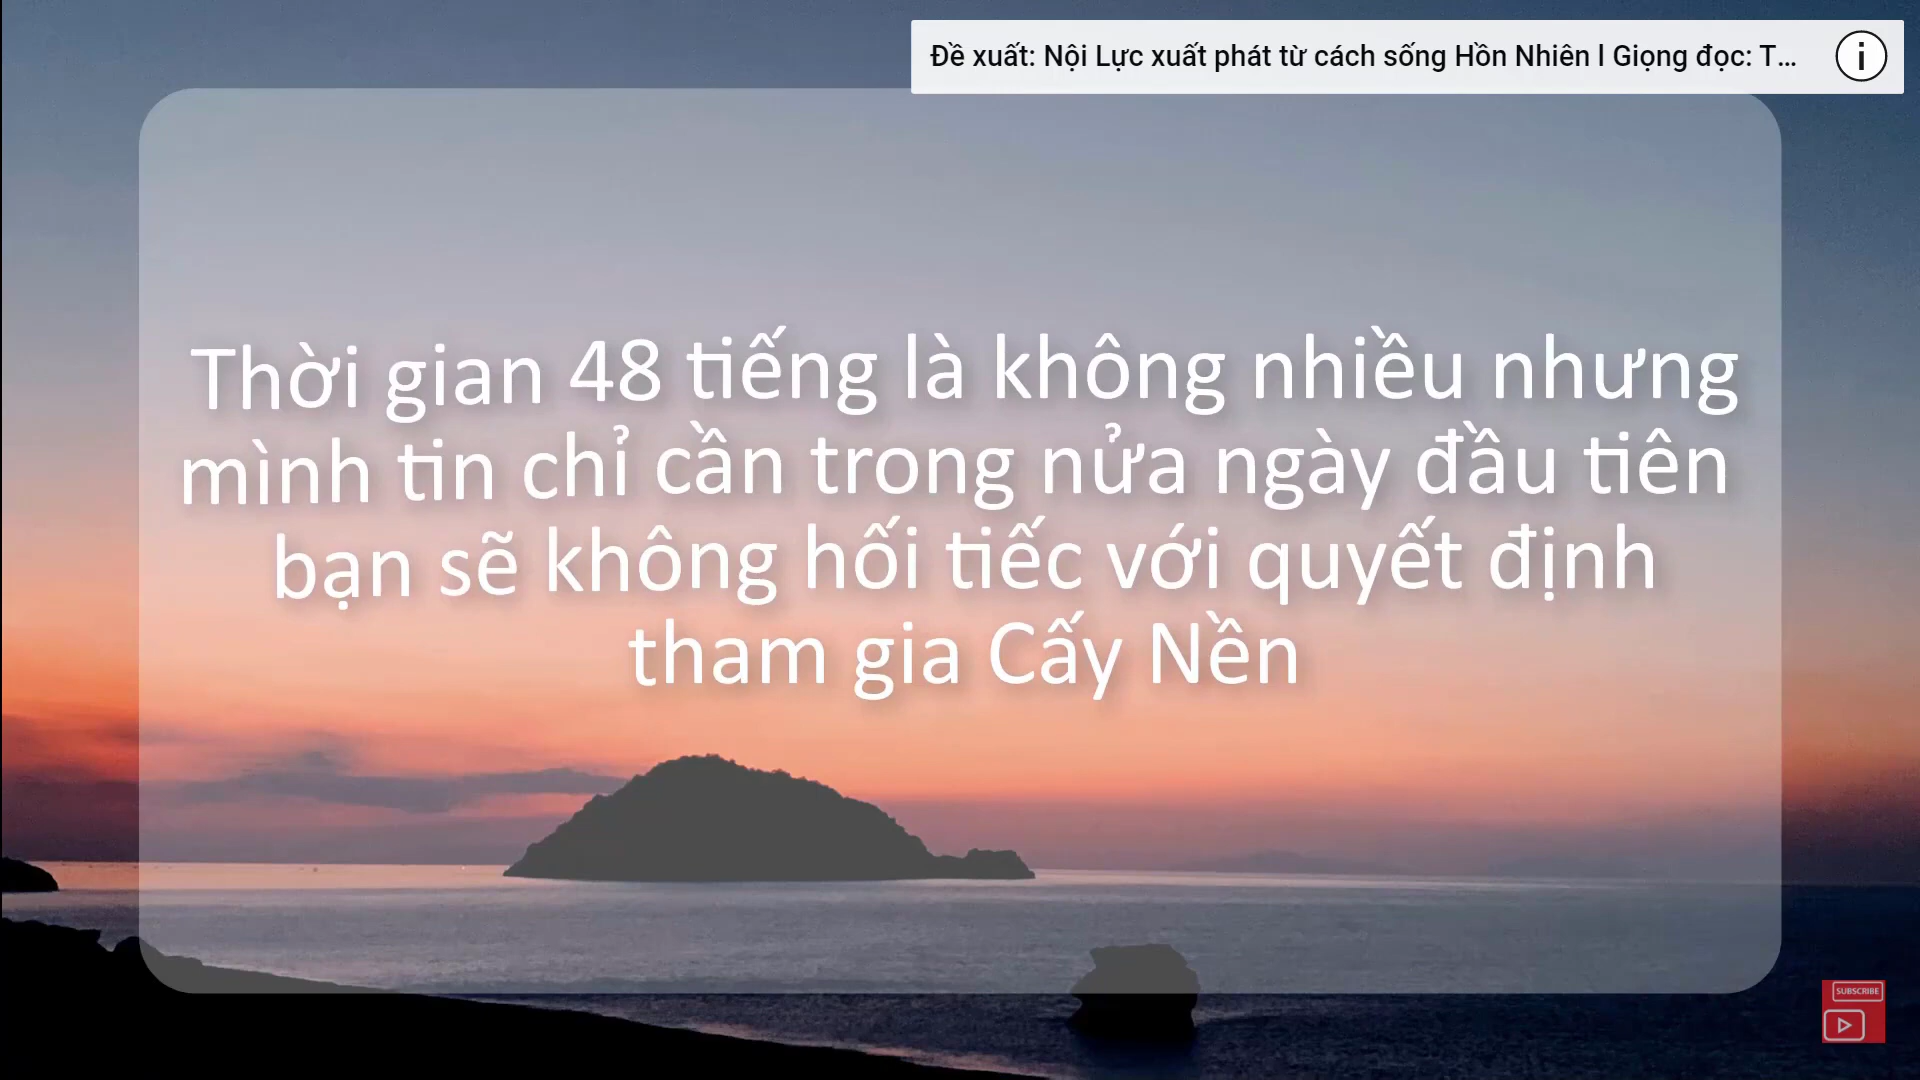 Đề xuất: Nội Lực xuất phát từ cách sống Hồn Nhiên l Giọng đọc: T...
Thời gian 48 tiếng là không nhiều nhưng
mình tin chỉ cần trong nửa ngày đầu tiên
bạn sẽ không hối tiếc với quyết định
tham gia Cấy Nền
SUBSCRIBE